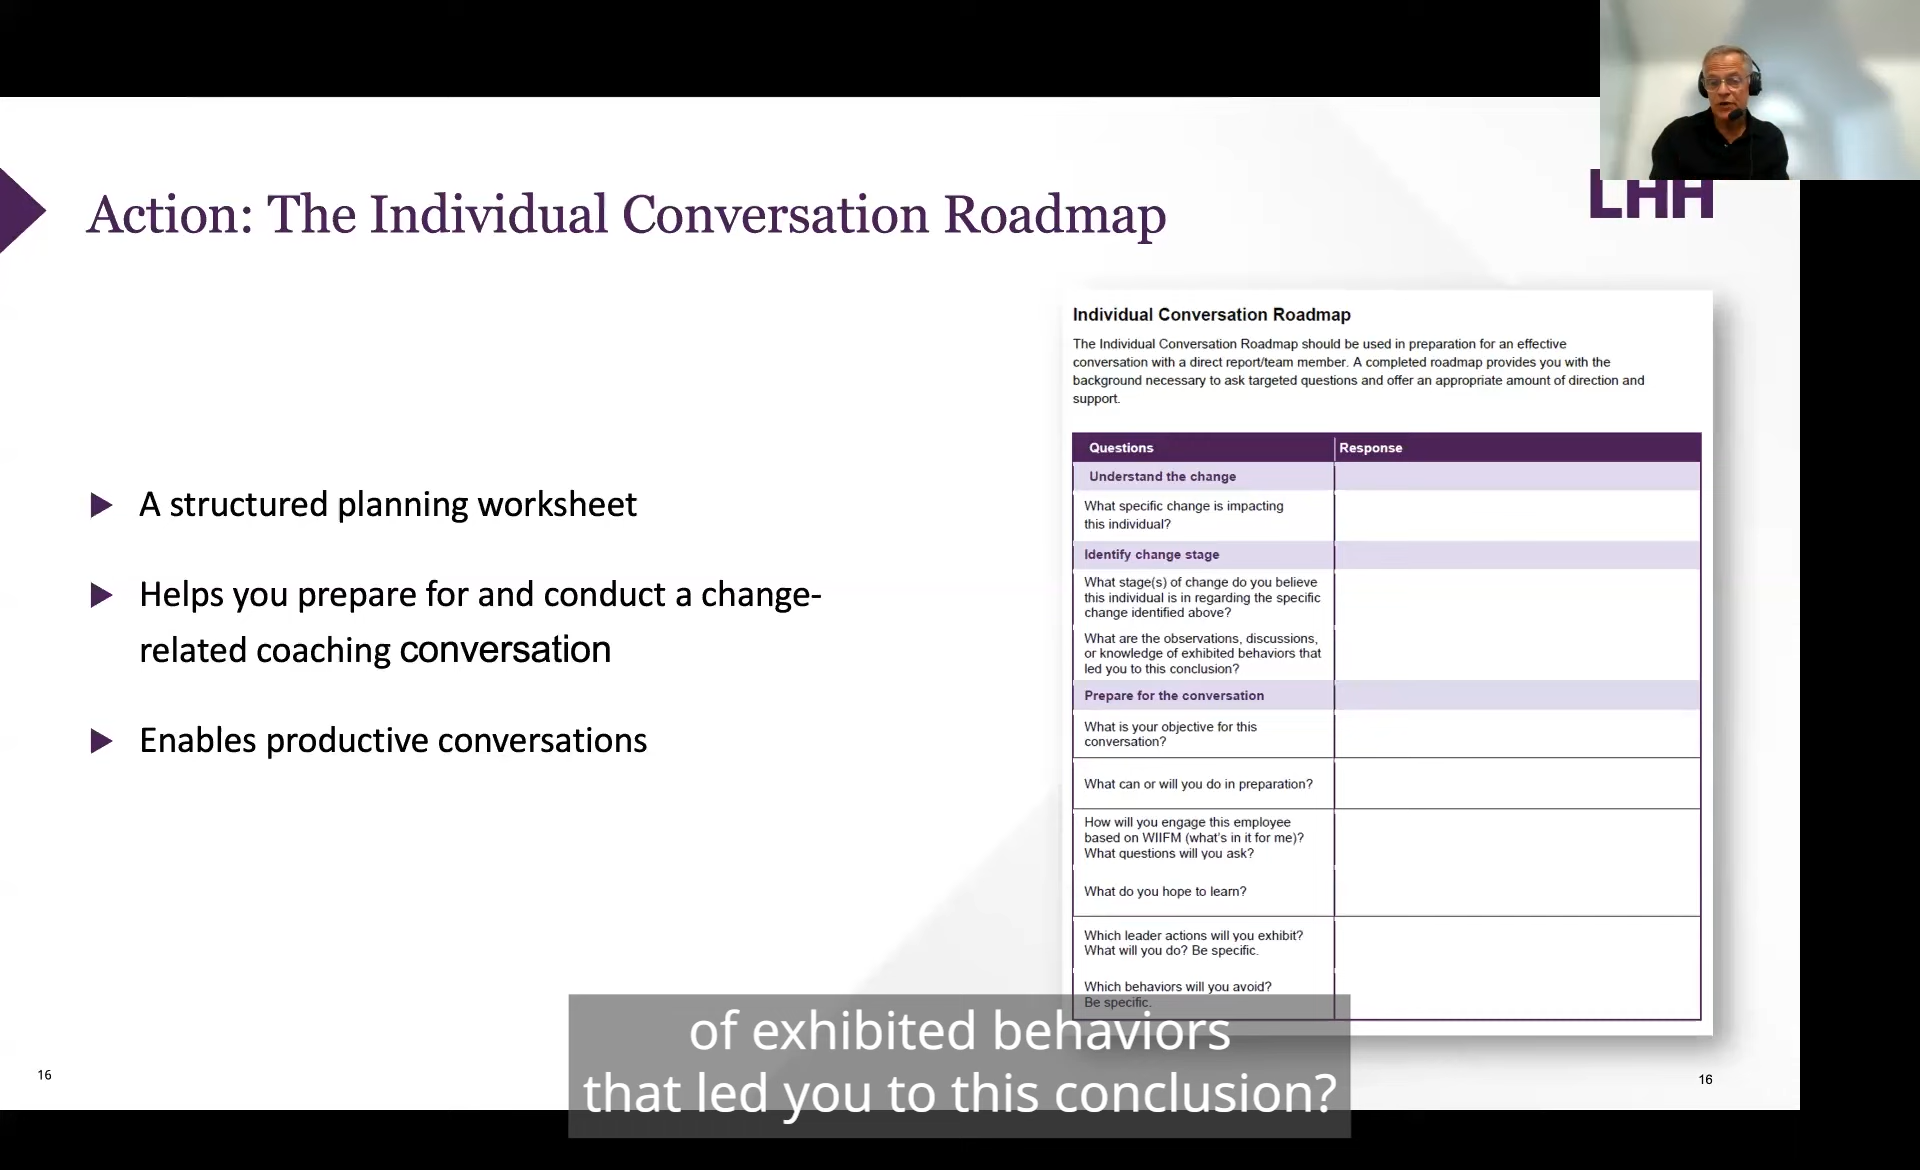 LHH
Action: The Individual Conversation Roadmap
A structured planning worksheet
Helps you prepare for and conduct a change-
related coaching conversation
Enables productive conversations
Individual Conversation Roadmap
The Individual Conversation Roadmap should be used in preparation for an effective
conversation with a direct report/team member. A completed roadmap provides you with the
background necessary to ask targeted questions and offer an appropriate amount of direction and
support.
Questions Response
Understand the change
What specific change is impacting
this individual?
Identify change stage
What stage(s) of change do you believe
this individual is in regarding the specific
change identified above?
What are the observations, discussions,
or knowledge of exhibited behaviors that
led you to this conclusion?
Prepare for the conversation
What is your objective for this
conversation?
What can or will you do in preparation?
How will you engage this employee
based on WIIFM (what's in it for me)?
What questions will you ask?
What do you hope to learn?
Which leader actions will you exhibit?
What will you do? Be specific.
Which behaviors will you avoid?
Be specific.
of exhibited behaviors
that led you to this conclusion?
16
16